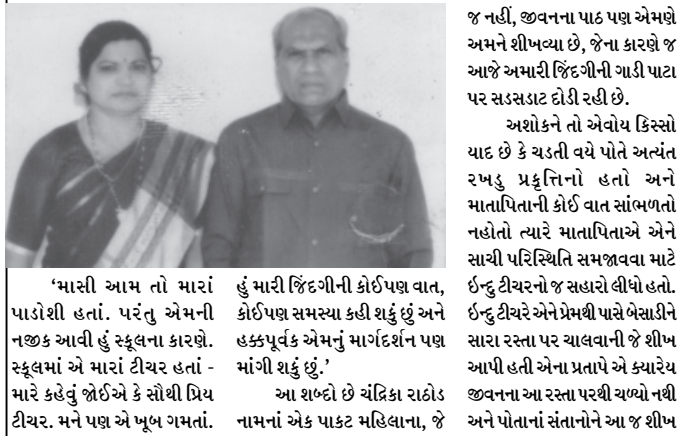 'માસી આમ તો મારાં
પાડોશી હતાં. પરંતુ એમની
નજીક આવી હું સ્કૂલના કારણે.
સ્કૂલમાં એ મારાં ટીચર હતાં -
મારે કહેવું જોઈએ કે સૌથી પ્રિય
ટીચર. મને પણ એ ખૂબ ગમતાં.
હું મારી જિંદગીની કોઈપણ વાત,
કોઈપણ સમસ્યા કહી શકું છું અને
હક્કપૂર્વક એમનું માર્ગદર્શન પણ
માંગી શકું છું.'
આ શબ્દો છે ચંદ્રિકા રાઠોડ
નામનાં એક પાકટ મહિલાના, જે
જ નહીં, જીવનના પાઠ પણ એમણે
અમને શીખવ્યા છે, જેના કારણે જ
આજે અમારી જિંદગીની ગાડી પાટા
પર સડસડાટ દોડી રહી છે.
અશોકને તો એવોય કિસ્સો
યાદ છે કે ચડતી વયે પોતે અત્યંત
રખડુ પ્રકૃત્તિનો હતો અને
માતાપિતાની કોઈ વાત સાંભળતો
નહોતો ત્યારે માતાપિતાએ એને
સાચી પરિસ્થિતિ સમજાવવા માટે
ઇન્દુ ટીચરનો જ સહારો લીધો હતો.
ઇન્દુ ટીચરે એને પ્રેમથી પાસે બેસાડીને
સારા રસ્તા પર ચાલવાની જે શીખ
આપી હતી એના પ્રતાપે એ ક્યારેય
જીવનના આ રસ્તા પરથી ચળ્યો નથી
અને પોતાનાં સંતાનોને આ જ શીખ